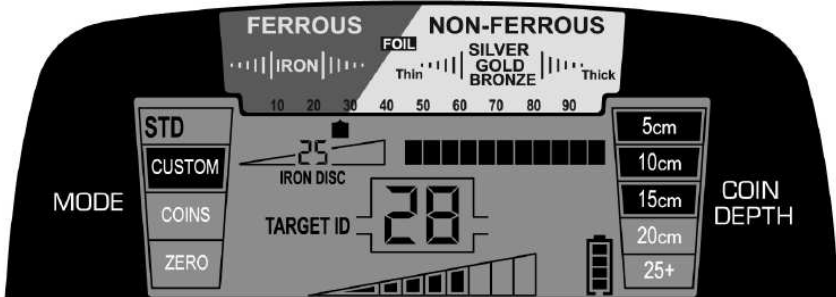 FERROUS
NON-FERROUS
FOIL
IRON
Thin
SILVER
GOLD
BRONZE
Thick
10 20 30 40 50 60 70 80 90
STD
CUSTOM
COINS
ZERO
MODE
25
IRON DISC
TARGET ID
28
5cm
10cm
15cm
20cm
25+
COIN
DEPTH